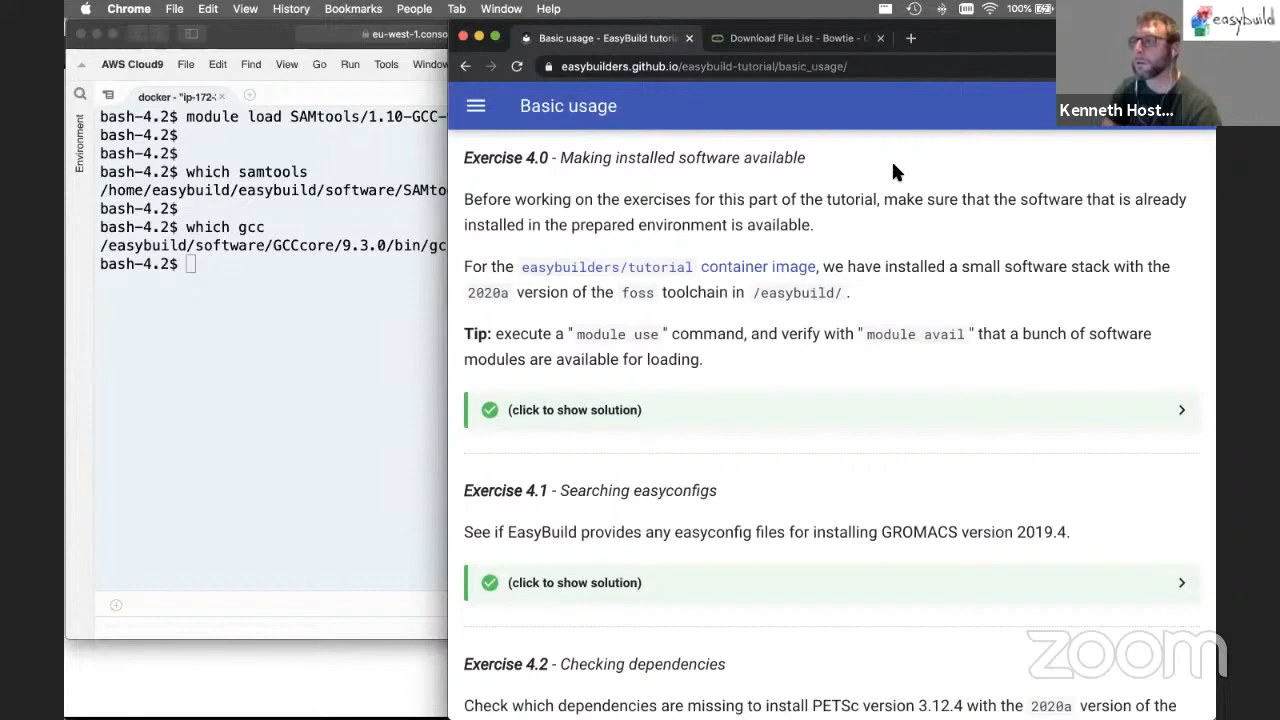 Chrome File Edit View History Bookmarks People Tab Window Help 100%
eu-west-1.conso
AWS Cloud9 File Edit Find View Go Run Tools Window
docker - "ip-172-
Environment
bash-4.2$ module load SAMtools/1.10-GCC-
bash-4.2$
bash-4.2$
bash-4.2$ which samtools
/home/easybuild/easybuild/software/SAMto
bash-4.2$
bash-4.2$ which gcc
/easybuild/software/GCCcore/9.3.0/bin/gc
bash-4.2$
Basic usage - EasyBuild tutoria
Download File List - Bowtie - O
easybuilders.github.io/easybuild-tutorial/basic_usage/
Basic usage
Exercise 4.0 - Making installed software available
Before working on the exercises for this part of the tutorial, make sure that the software that is already
installed in the prepared environment is available.
For the easybuilders/tutorial container image, we have installed a small software stack with the
2020a version of the foss toolchain in /easybuild/ .
Tip: execute a "module use" command, and verify with "module avail" that a bunch of software
modules are available for loading.
(click to show solution)
Exercise 4.1 - Searching easyconfigs
See if EasyBuild provides any easyconfig files for installing GROMACS version 2019.4.
(click to show solution)
Exercise 4.2 - Checking dependencies
Check which dependencies are missing to install PETSc version 3.12.4 with the 2020a version of the
easybuild
Kenneth Host...
zoom